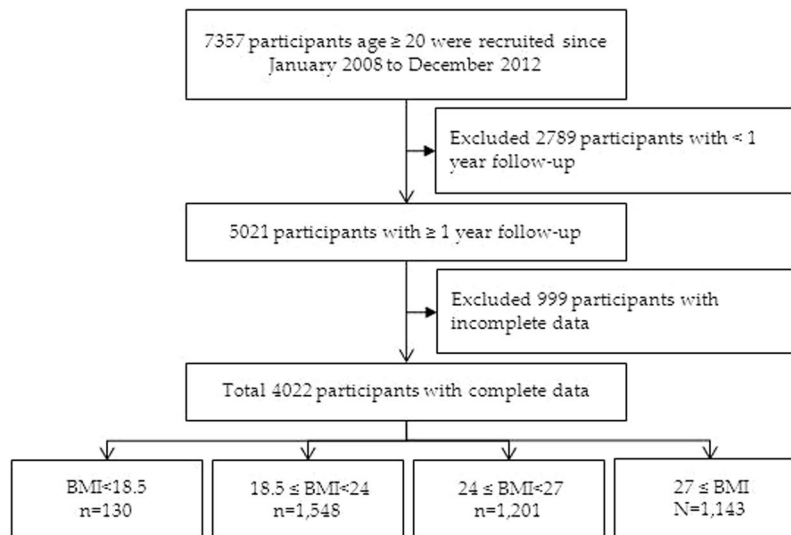 7357 participants age ≥ 20 were recruited since
January 2008 to December 2012
Excluded 2789 participants with < 1
year follow-up
5021 participants with ≥ 1 year follow-up
Excluded 999 participants with
incomplete data
Total 4022 participants with complete data
BMI<18.5
n=130
18.5 ≤ BMI<24
n=1,548
24 ≤ BMI<27
n=1,201
27 ≤ BMI
N=1,143